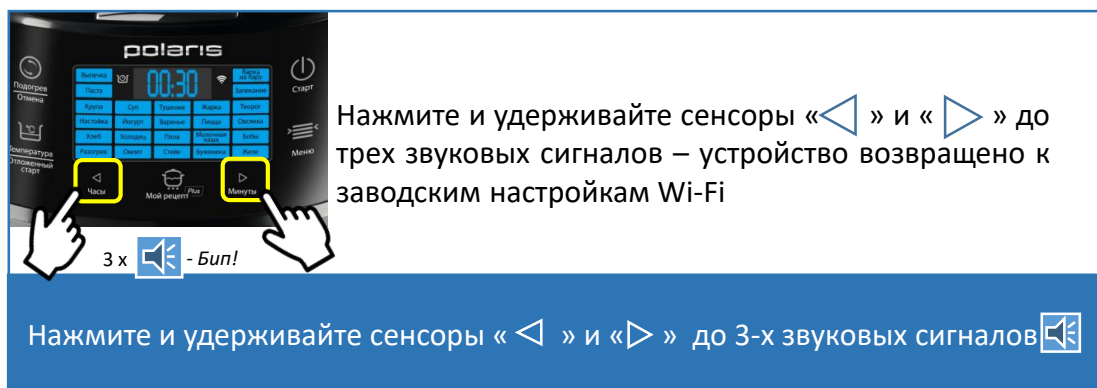 polaris
Подогрев
Отмена
Температура
Отложенный
старт
Выпечка
Паста
00:30
Варка
на пару
Запекание
Крупа Суп Тушение Жарка Творог
Настойка Йогурт Варенье Пицца Овсянка
Хлеб Холодец Плов Молочная каша Бобы
Разогрев Омлет Стейк Буженина Желе
Старт
Меню
Часы
Мой рецепт Plus
Минуты
3 x - Бип!
Нажмите и удерживайте сенсоры «◁ » и « ▷ » до
трех звуковых сигналов – устройство возвращено к
заводским настройкам Wi-Fi
Нажмите и удерживайте сенсоры « ◁ » и «▷ » до 3-х звуковых сигналов